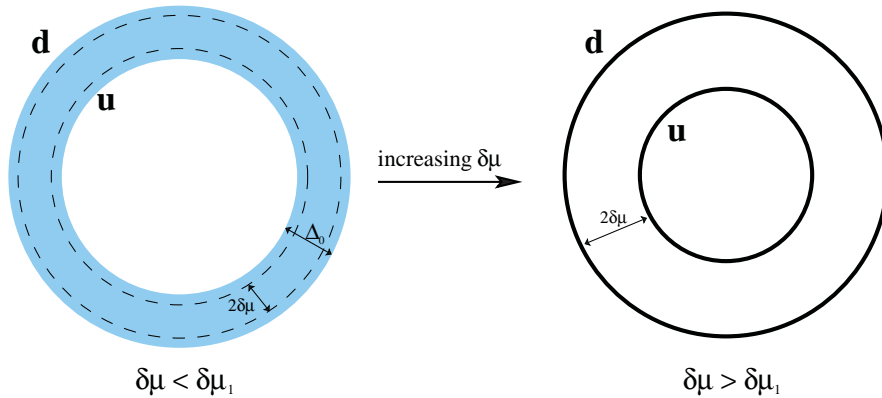 d
u
Δ₀
2δμ
δμ < δμ₁
increasing δμ
d
u
2δμ
δμ > δμ₁